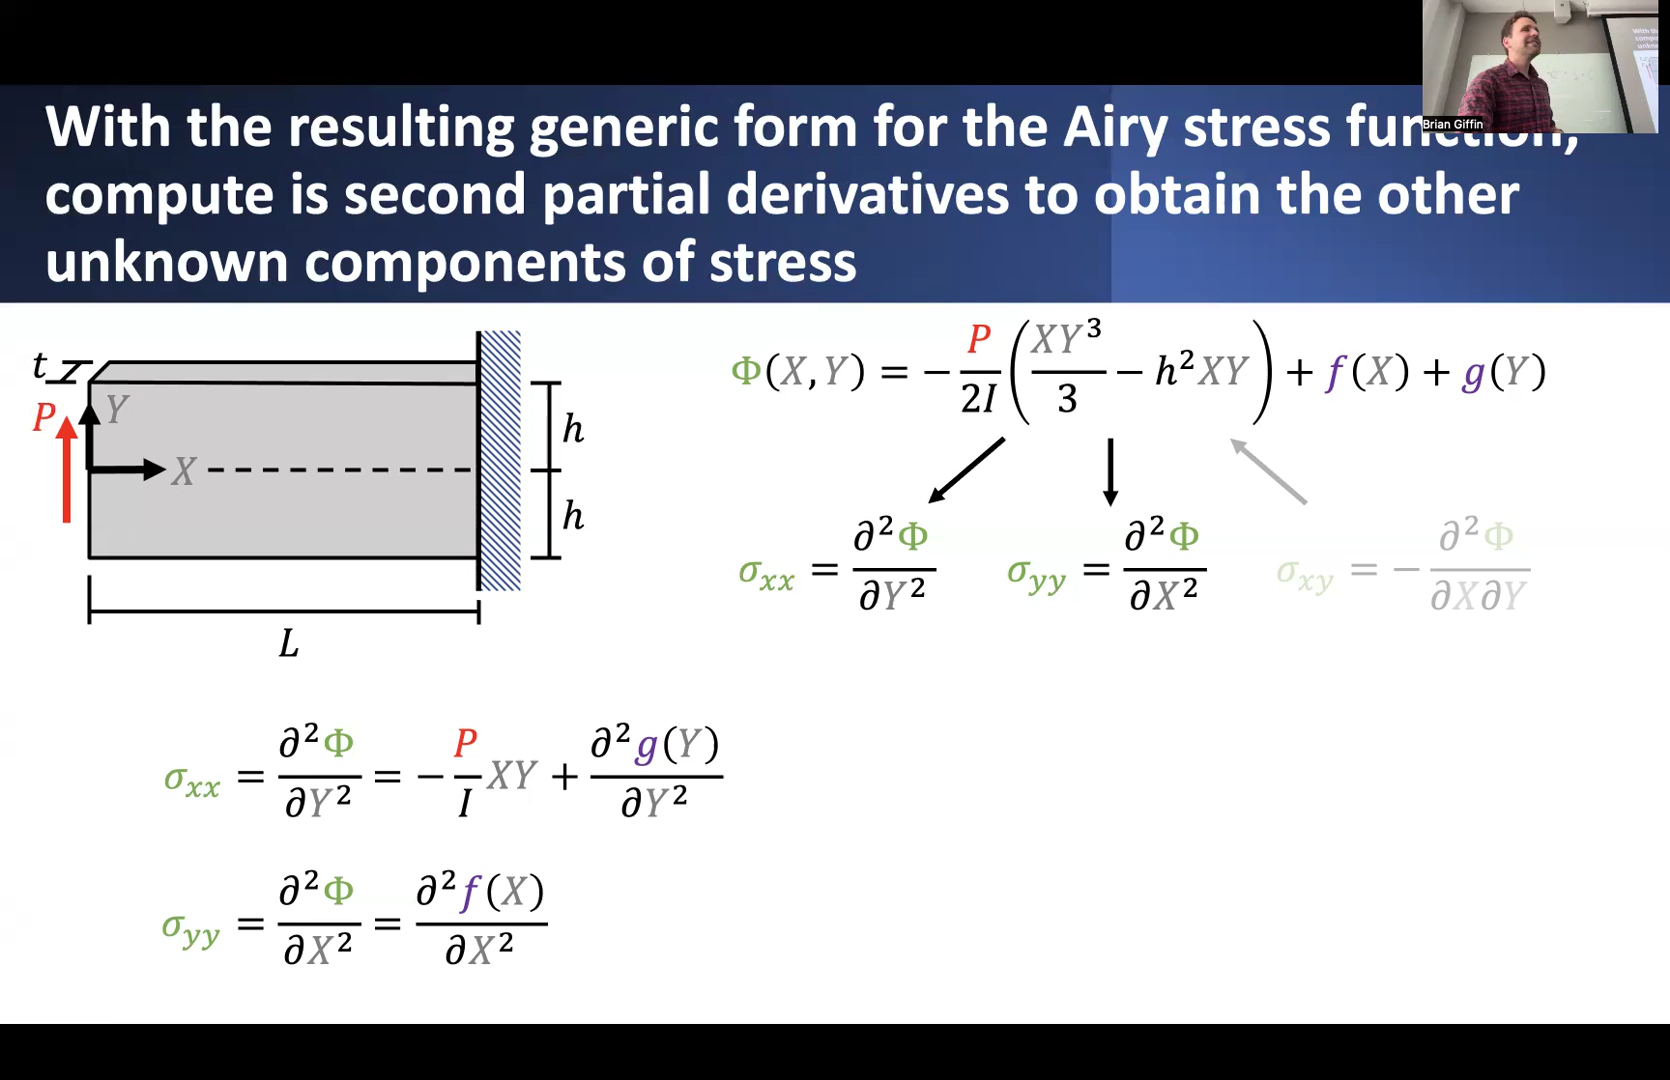 With the resulting generic form for the Airy stress function,
compute is second partial derivatives to obtain the other
unknown components of stress
Brian Giffin
t
P
Y
X
h
h
L
Φ(X, Y) = −P/2I (XY³/3 − h²XY) + f(X) + g(Y)
σxx = ∂²Φ/∂Y²
σyy = ∂²Φ/∂X²
σxy = −∂²Φ/∂X∂Y
σxx = ∂²Φ/∂Y² = −P/I XY + ∂²g(Y)/∂Y²
σyy = ∂²Φ/∂X² = ∂²f(X)/∂X²